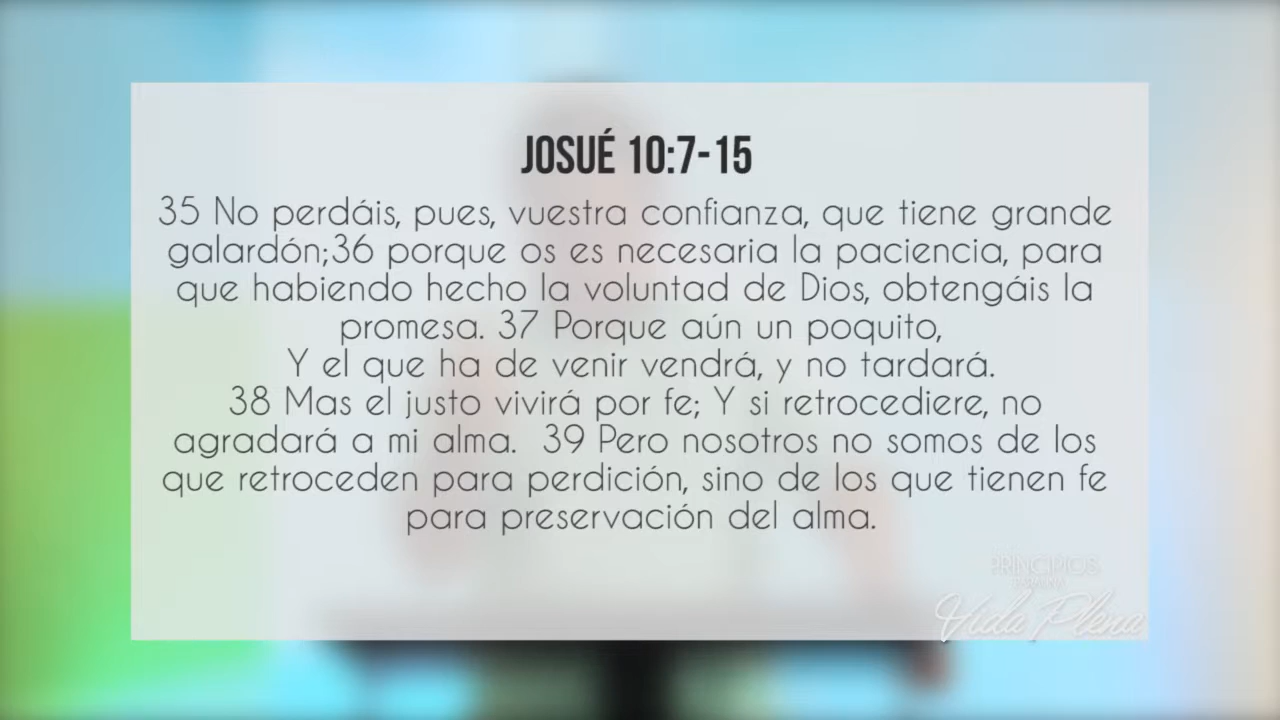 JOSUÉ 10:7-15
35 No perdáis, pues, vuestra confianza, que tiene grande
galardón;36 porque os es necesaria la paciencia, para
que habiendo hecho la voluntad de Dios, obtengáis la
promesa. 37 Porque aún un poquito,
Y el que ha de venir vendrá, y no tardará.
38 Mas el justo vivirá por fe; Y si retrocediere, no
agradará a mi alma.  39 Pero nosotros no somos de los
que retroceden para perdición, sino de los que tienen fe
para preservación del alma.
PRINCIPIOS
PARA UNA
Vida Plena